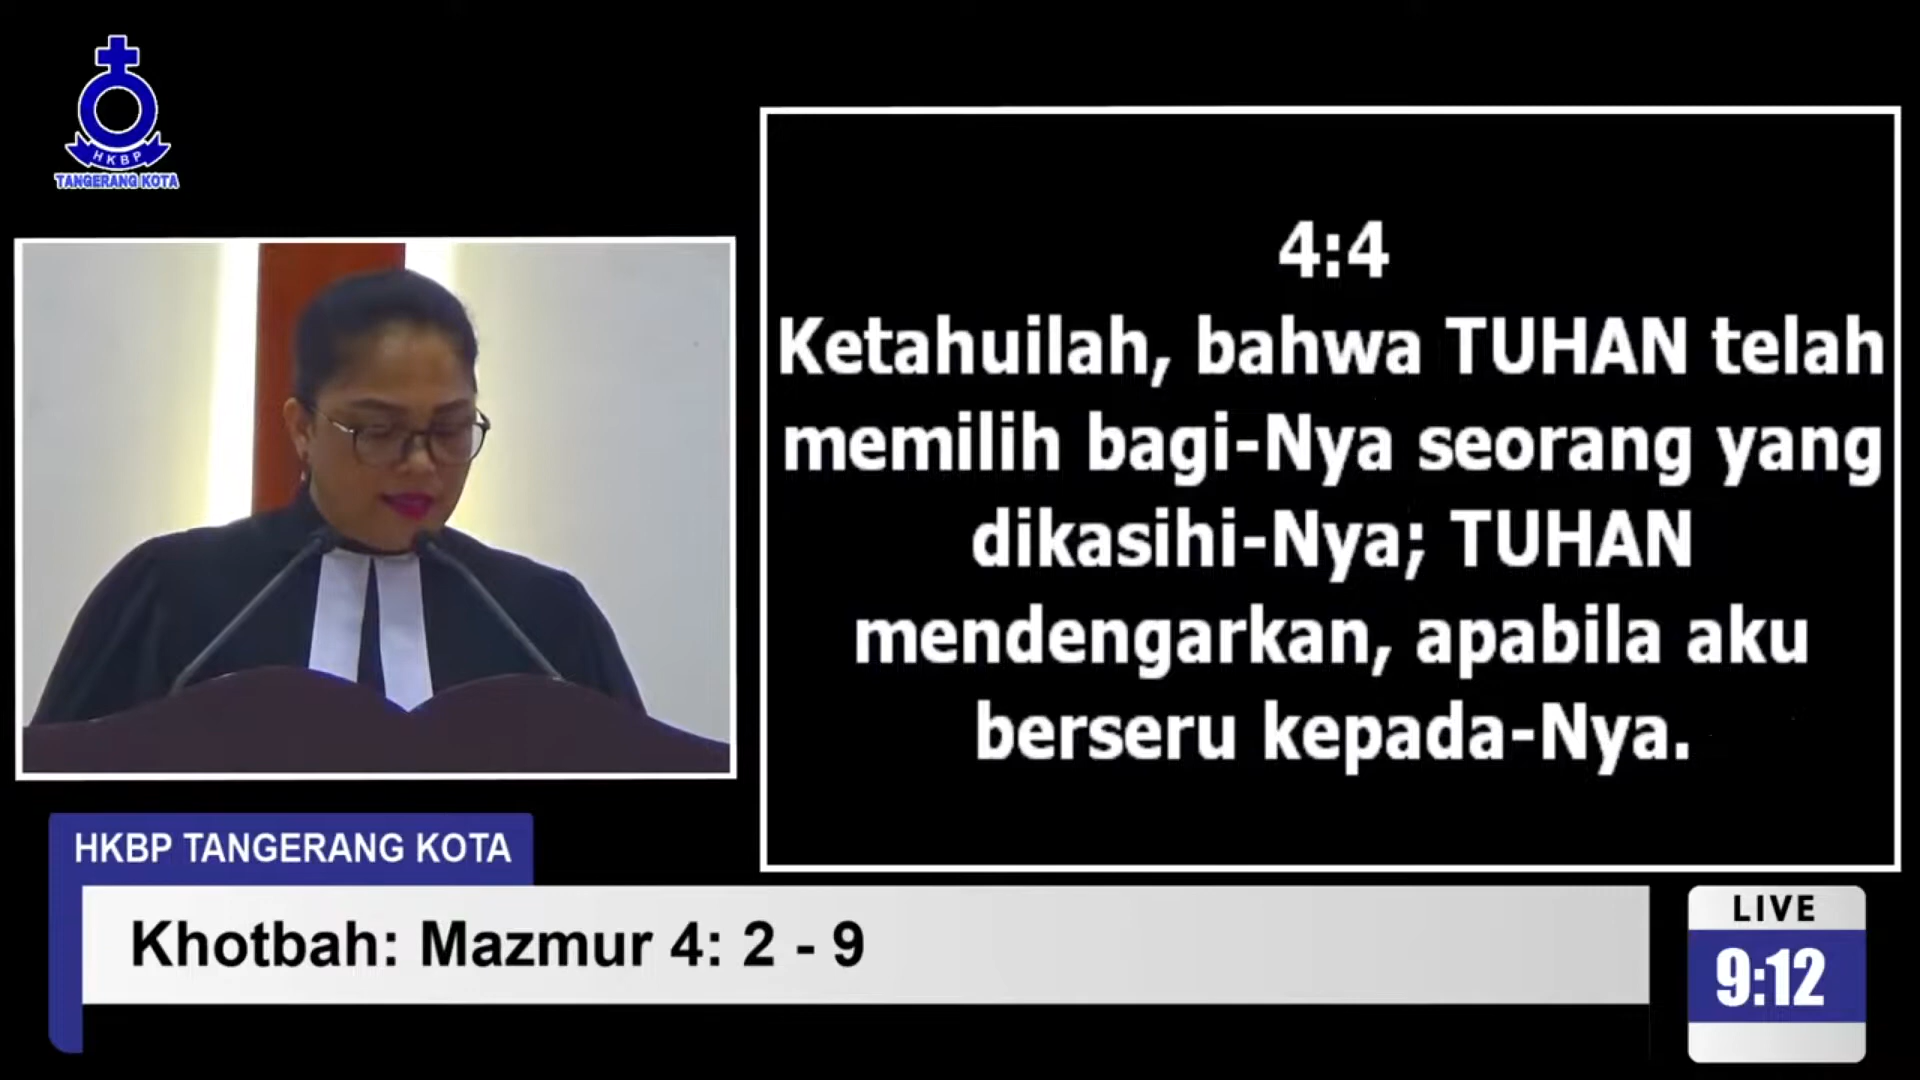 HKBP
TANGERANG KOTA
4:4
Ketahuilah, bahwa TUHAN telah
memilih bagi-Nya seorang yang
dikasihi-Nya; TUHAN
mendengarkan, apabila aku
berseru kepada-Nya.
HKBP TANGERANG KOTA
Khotbah: Mazmur 4: 2 - 9
LIVE
9:12